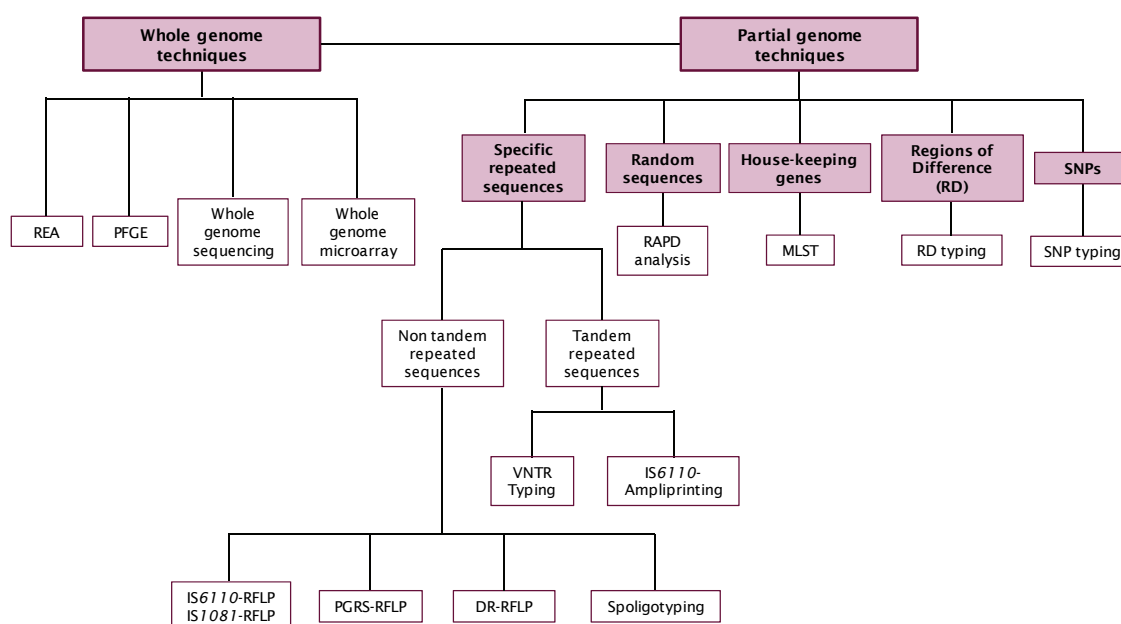 Whole genome
techniques
Partial genome
techniques
Specific
repeated
sequences
Random
sequences
House-keeping
genes
Regions of
Difference
(RD)
SNPs
REA
PFGE
Whole
genome
sequencing
Whole
genome
microarray
RAPD
analysis
MLST
RD typing
SNP typing
Non tandem
repeated
sequences
Tandem
repeated
sequences
VNTR
Typing
IS6110-
Ampliprinting
IS6110-RFLP
IS1081-RFLP
PGRS-RFLP
DR-RFLP
Spoligotyping